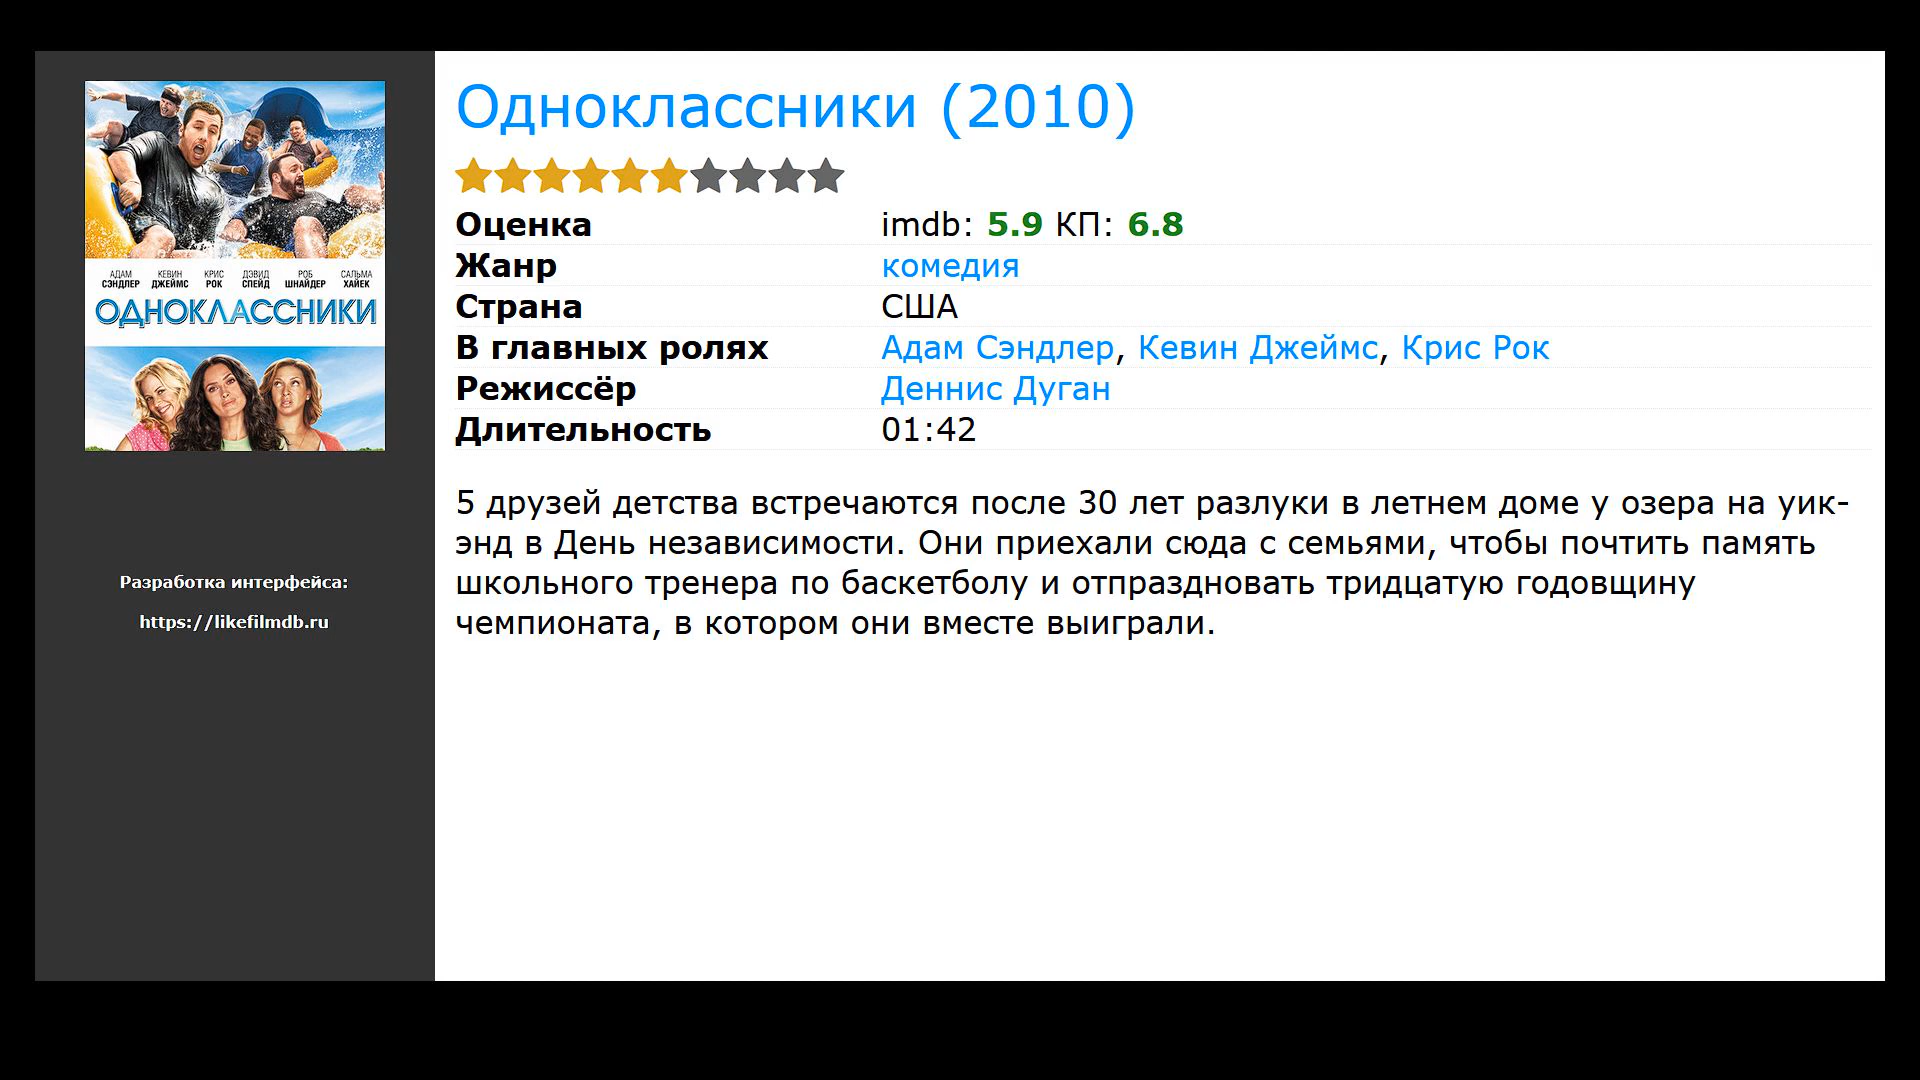 АДАМ СЭНДЛЕР КЕВИН ДЖЕЙМС КРИС РОК ДЭВИД СПЕЙД РОБ ШНАЙДЕР САЛЬМА ХАЙЕК
ОДНОКЛАССНИКИ
Разработка интерфейса:
https://likefilmdb.ru
Одноклассники (2010)
Оценка imdb: 5.9 КП: 6.8
Жанр комедия
Страна США
В главных ролях Адам Сэндлер, Кевин Джеймс, Крис Рок
Режиссёр Деннис Дуган
Длительность 01:42
5 друзей детства встречаются после 30 лет разлуки в летнем доме у озера на уик-
энд в День независимости. Они приехали сюда с семьями, чтобы почтить память
школьного тренера по баскетболу и отпраздновать тридцатую годовщину
чемпионата, в котором они вместе выиграли.